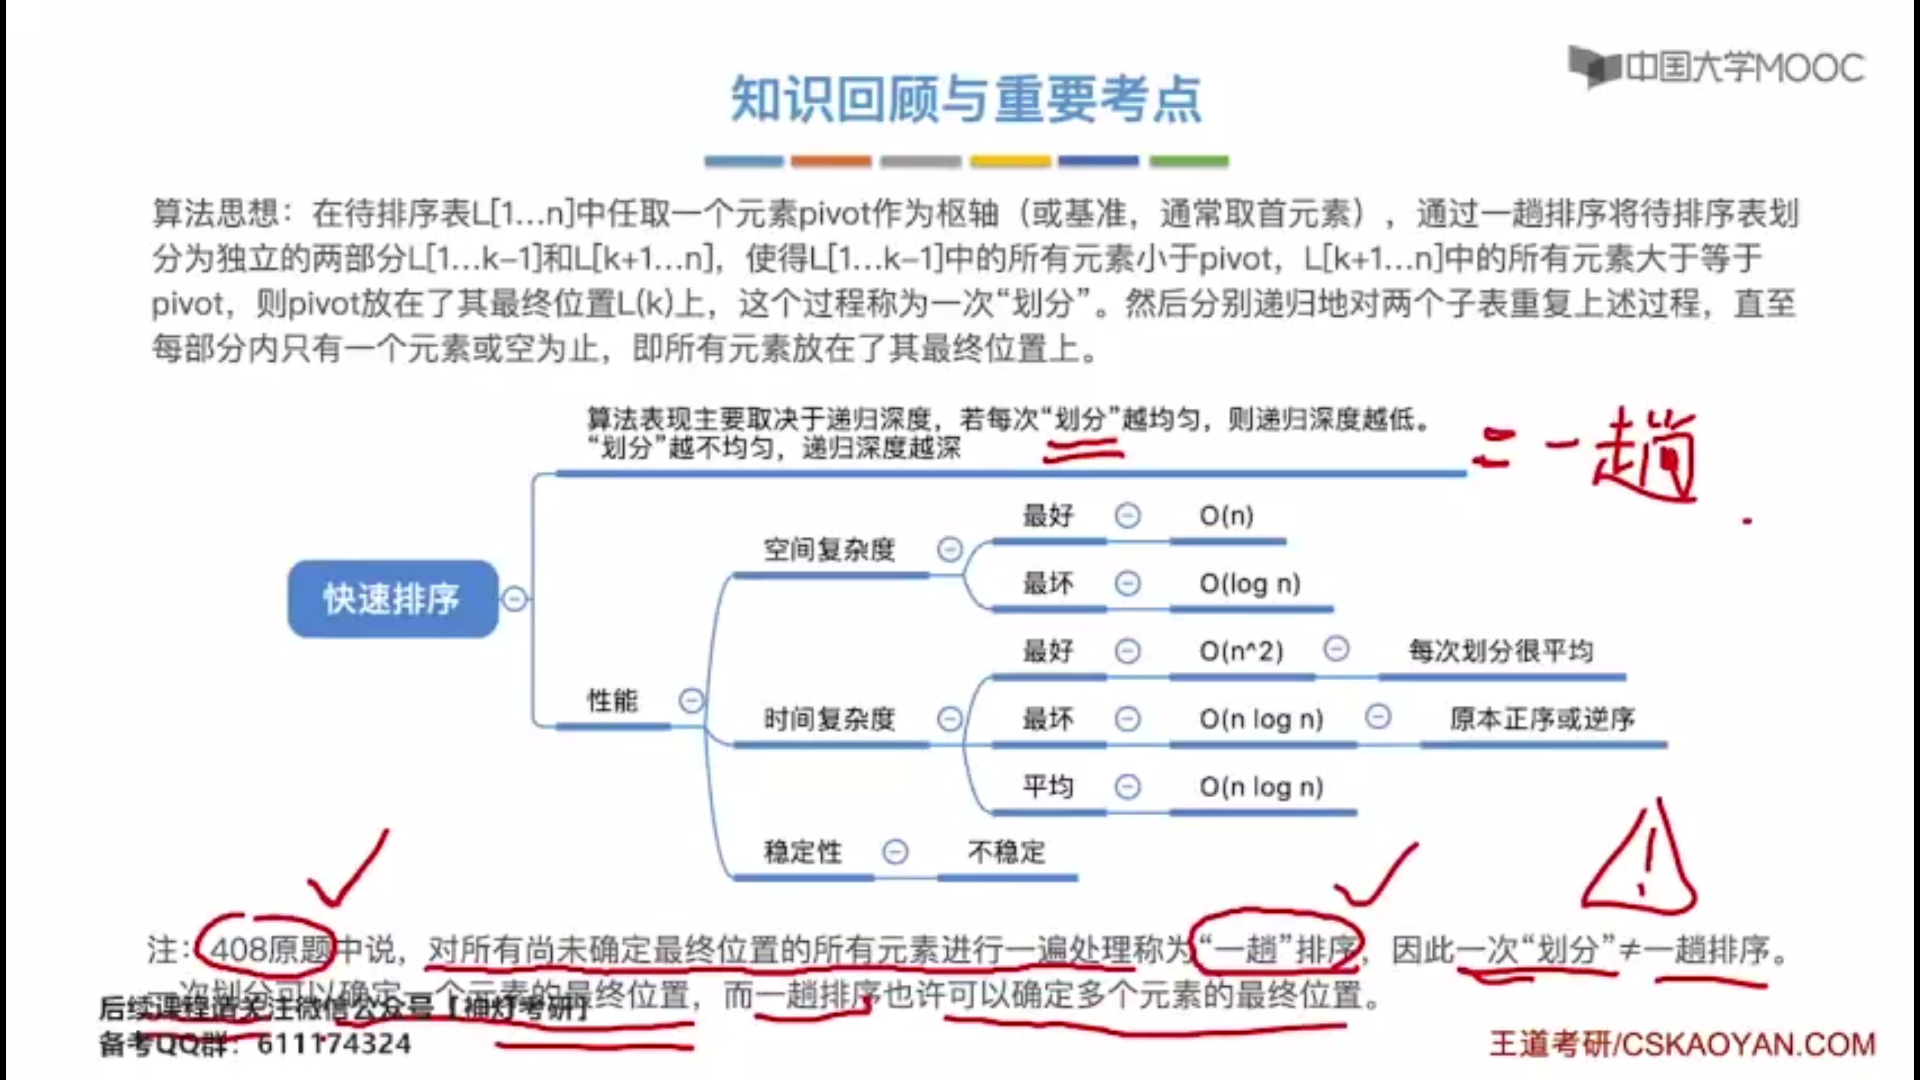 中国大学MOOC
知识回顾与重要考点
算法思想：在待排序表L[1…n]中任取一个元素pivot作为枢轴（或基准，通常取首元素），通过一趟排序将待排序表划
分为独立的两部分L[1…k-1]和L[k+1…n]，使得L[1…k-1]中的所有元素小于pivot，L[k+1…n]中的所有元素大于等于
pivot，则pivot放在了其最终位置L(k)上，这个过程称为一次“划分”。然后分别递归地对两个子表重复上述过程，直至
每部分内只有一个元素或空为止，即所有元素放在了其最终位置上。
算法表现主要取决于递归深度，若每次“划分”越均匀，则递归深度越低。
“划分”越不均匀，递归深度越深
= 一趟
快速排序
性能
空间复杂度
最好
O(n)
最坏
O(log n)
时间复杂度
最好
O(n^2)
每次划分很平均
最坏
O(n log n)
原本正序或逆序
平均
O(n log n)
稳定性
不稳定
注：408原题中说，对所有尚未确定最终位置的所有元素进行一遍处理称为“一趟”排序，因此一次“划分”≠一趟排序。
一次划分可以确定一个元素的最终位置，而一趟排序也许可以确定多个元素的最终位置。
后续课程请关注微信公众号【神灯考研】
备考QQ群：611174324
王道考研/CSKAOYAN.COM